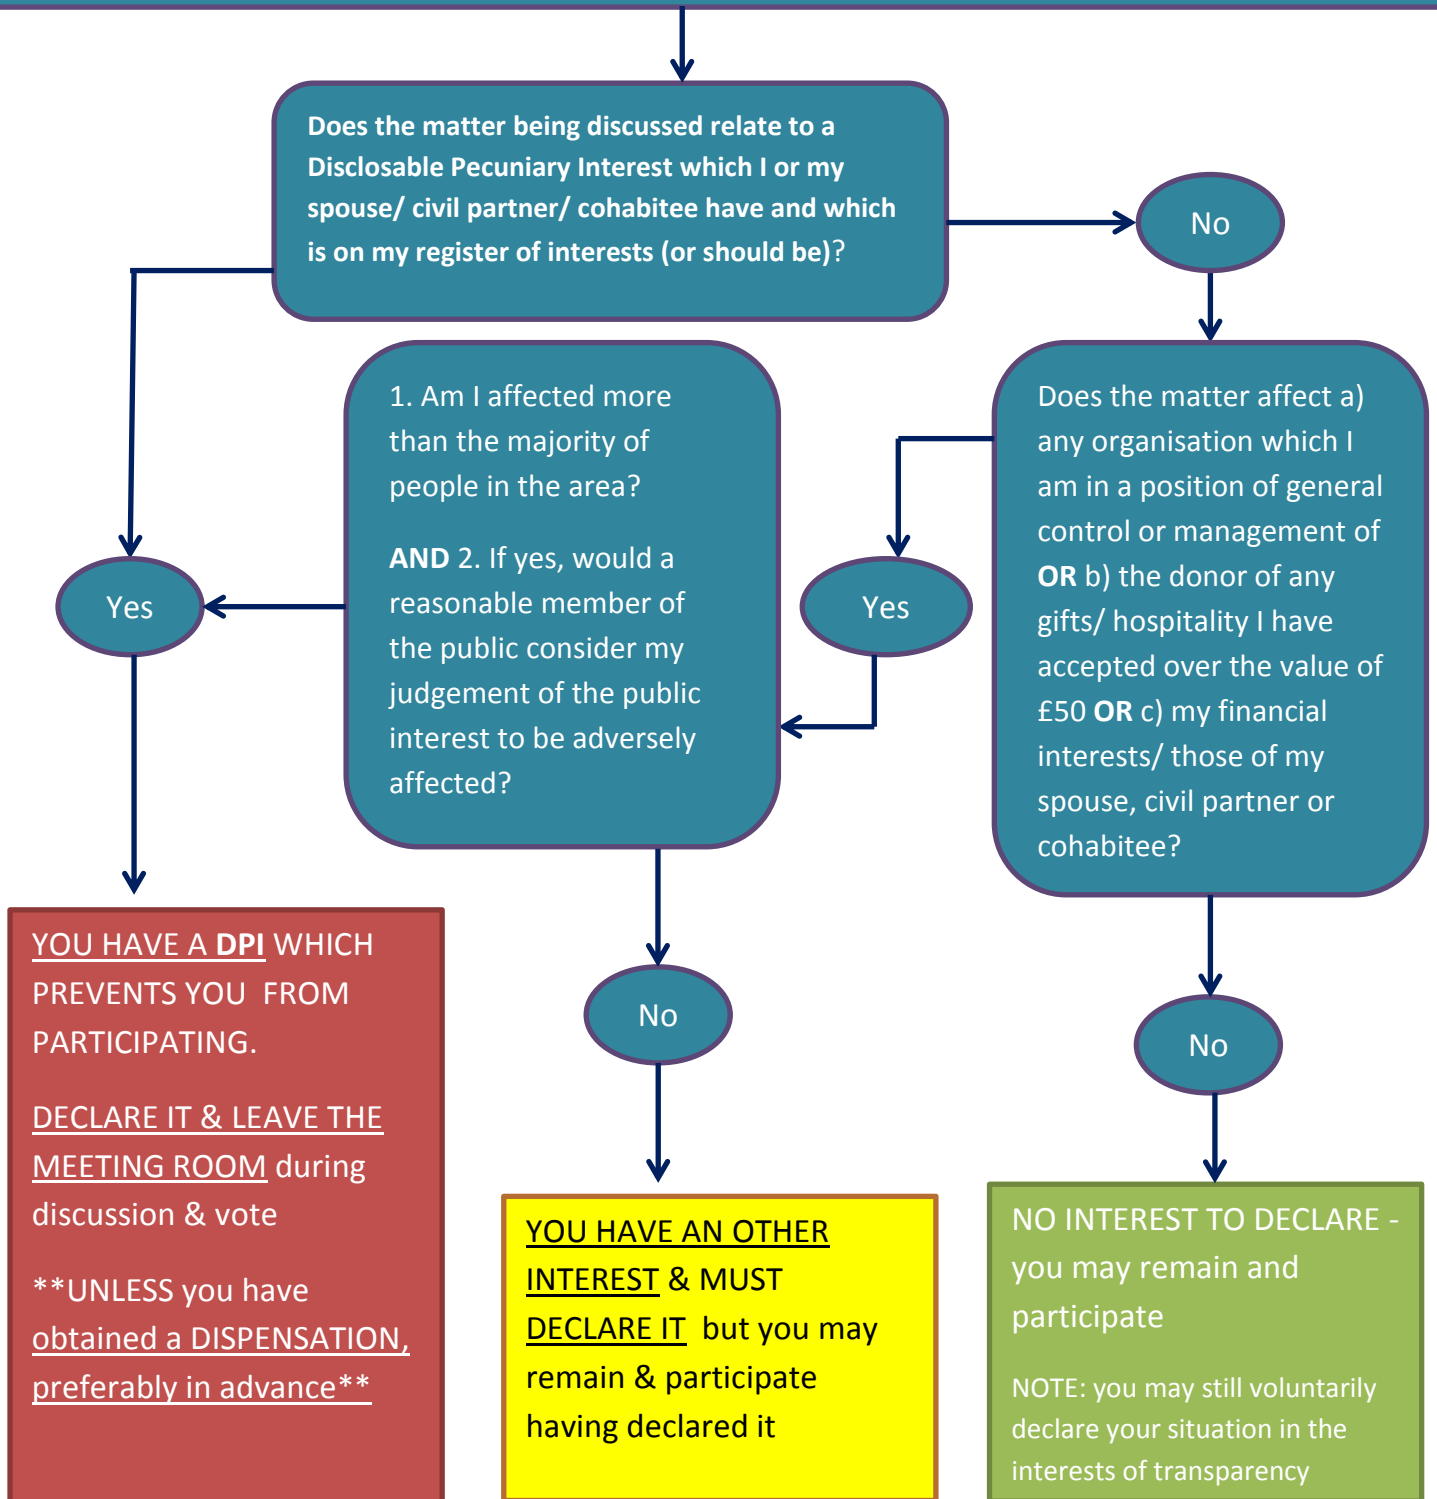 Does the matter being discussed relate to a
Disclosable Pecuniary Interest which I or my
spouse/ civil partner/ cohabitee have and which
is on my register of interests (or should be)?
No
1. Am I affected more
than the majority of
people in the area?
AND 2. If yes, would a
reasonable member of
the public consider my
judgement of the public
interest to be adversely
affected?
Does the matter affect a)
any organisation which I
am in a position of general
control or management of
OR b) the donor of any
gifts/ hospitality I have
accepted over the value of
£50 OR c) my financial
interests/ those of my
spouse, civil partner or
cohabitee?
Yes
Yes
No
No
YOU HAVE A DPI WHICH
PREVENTS YOU  FROM
PARTICIPATING.
DECLARE IT & LEAVE THE
MEETING ROOM during
discussion & vote
**UNLESS you have
obtained a DISPENSATION,
preferably in advance**
YOU HAVE AN OTHER
INTEREST & MUST
DECLARE IT  but you may
remain & participate
having declared it
NO INTEREST TO DECLARE -
you may remain and
participate
NOTE: you may still voluntarily
declare your situation in the
interests of transparency